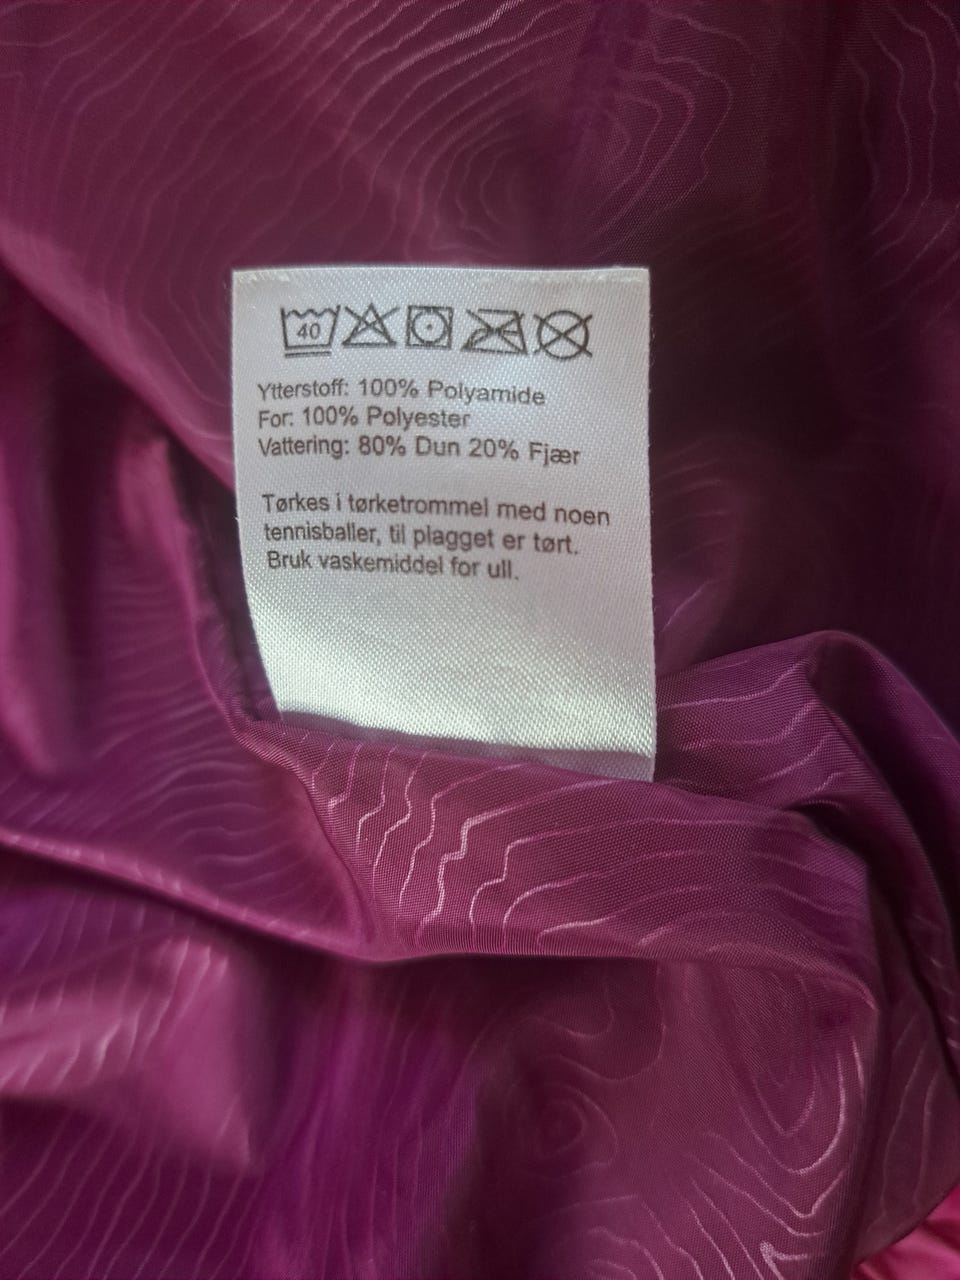 40
Ytterstoff: 100% Polyamide
For: 100% Polyester
Vattering: 80% Dun 20% Fjær
Tørkes i tørketrommel med noen
tennisballer, til plagget er tørt.
Bruk vaskemiddel for ull.